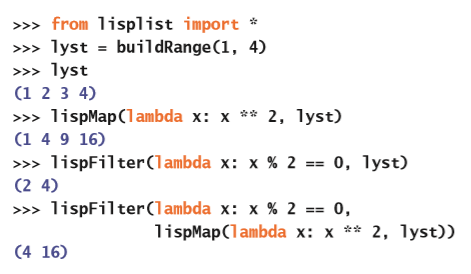 >>> from lisplist import *
>>> lyst = buildRange(1, 4)
>>> lyst
(1 2 3 4)
>>> lispMap(lambda x: x ** 2, lyst)
(1 4 9 16)
>>> lispFilter(lambda x: x % 2 == 0, lyst)
(2 4)
>>> lispFilter(lambda x: x % 2 == 0,
lispMap(lambda x: x ** 2, lyst))
(4 16)